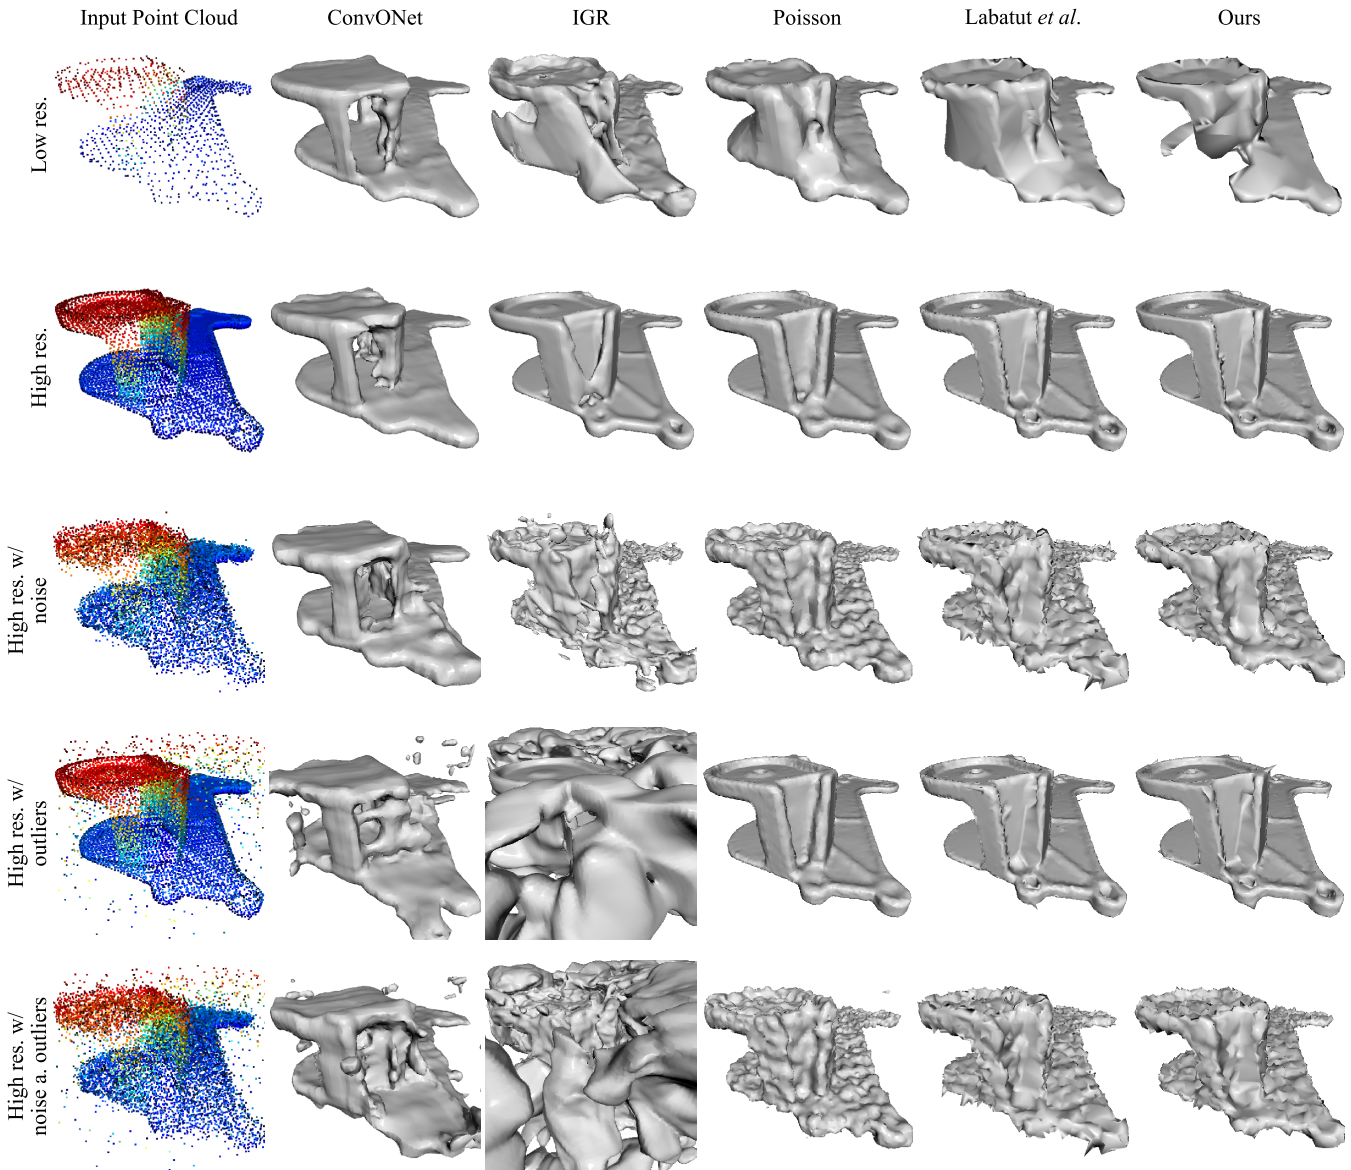 Input Point Cloud
ConvONet
IGR
Poisson
Labatut et al.
Ours
Low res.
High res.
High res. w/
noise
High res. w/
outliers
High res. w/
noise a. outliers